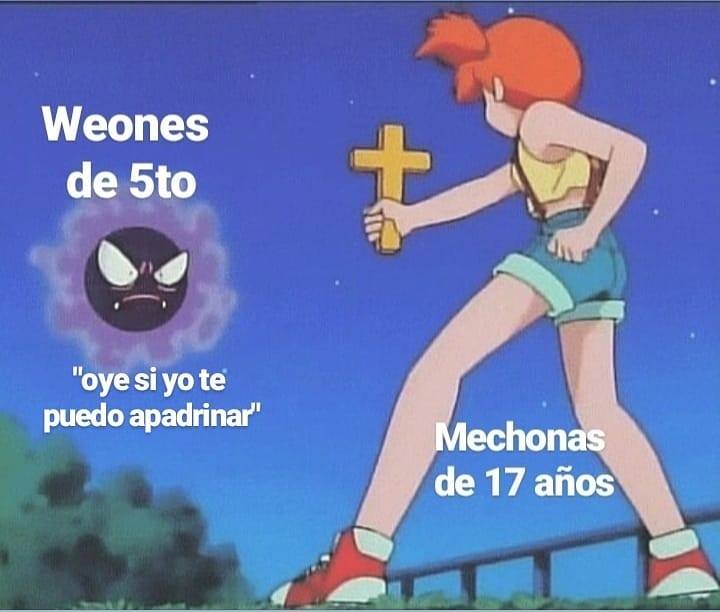 Weones
de 5to
"oye si yo te
puedo apadrinar"
Mechonas
de 17 años